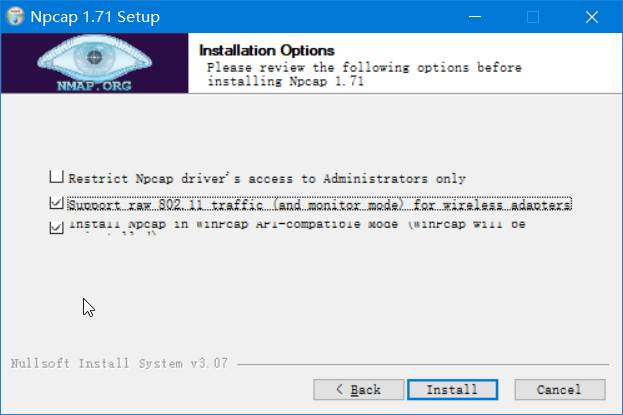 Npcap 1.71 Setup
NMAP.ORG
Installation Options
Please review the following options before
installing Npcap 1.71
Restrict Npcap driver's access to Administrators only
Support raw 802.11 traffic (and monitor mode) for wireless adapters
Install Npcap in WinPcap API-compatible Mode (WinPcap will be
Nullsoft Install System v3.07
< Back
Install
Cancel